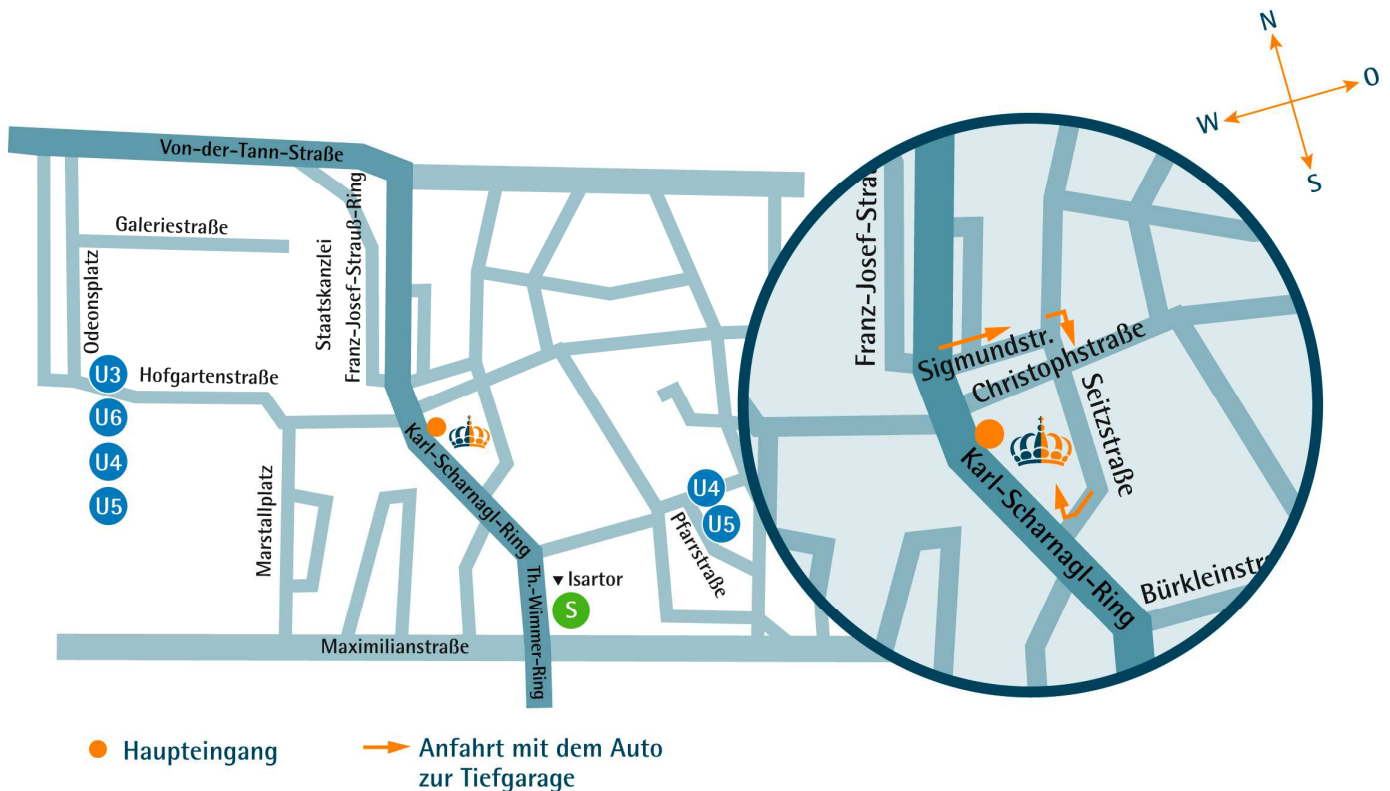 N
O
W
S
Von-der-Tann-Straße
Galeriestraße
Odeonsplatz
Staatskanzlei
Franz-Josef-Strauß-Ring
U3
Hofgartenstraße
U6
U4
U5
Marstallplatz
Karl-Scharnagl-Ring
Th.-Wimmer-Ring
Isartor
S
U4
U5
Pfarrstraße
Maximilianstraße
Franz-Josef-Strau
Sigmundstr.
Christophstraße
Seitzstraße
Karl-Scharnagl-Ring
Bürkleinstr
Haupteingang
Anfahrt mit dem Auto
zur Tiefgarage